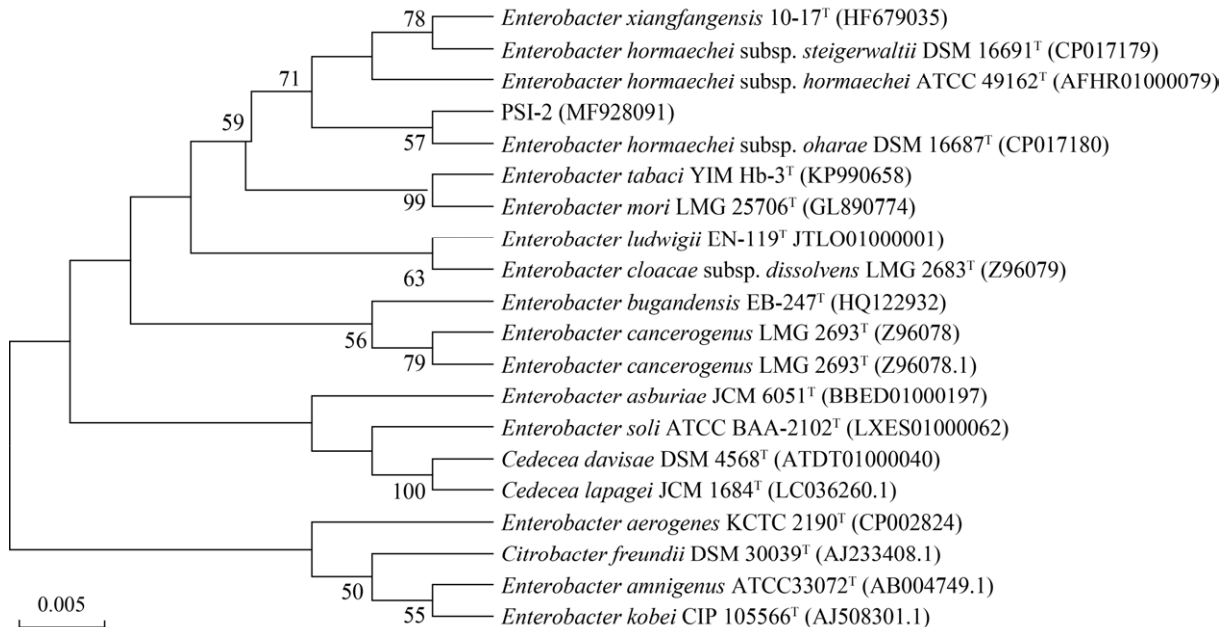 78
Enterobacter xiangfangensis 10-17ᵀ (HF679035)
Enterobacter hormaechei subsp. steigerwaltii DSM 16691ᵀ (CP017179)
71
Enterobacter hormaechei subsp. hormaechei ATCC 49162ᵀ (AFHR01000079)
59
PSI-2 (MF928091)
57
Enterobacter hormaechei subsp. oharae DSM 16687ᵀ (CP017180)
Enterobacter tabaci YIM Hb-3ᵀ (KP990658)
99
Enterobacter mori LMG 25706ᵀ (GL890774)
Enterobacter ludwigii EN-119ᵀ JTLO01000001)
63
Enterobacter cloacae subsp. dissolvens LMG 2683ᵀ (Z96079)
Enterobacter bugandensis EB-247ᵀ (HQ122932)
56
Enterobacter cancerogenus LMG 2693ᵀ (Z96078)
79
Enterobacter cancerogenus LMG 2693ᵀ (Z96078.1)
Enterobacter asburiae JCM 6051ᵀ (BBED01000197)
Enterobacter soli ATCC BAA-2102ᵀ (LXES01000062)
Cedecea davisae DSM 4568ᵀ (ATDT01000040)
100
Cedecea lapagei JCM 1684ᵀ (LC036260.1)
Enterobacter aerogenes KCTC 2190ᵀ (CP002824)
Citrobacter freundii DSM 30039ᵀ (AJ233408.1)
50
Enterobacter amnigenus ATCC33072ᵀ (AB004749.1)
55
Enterobacter kobei CIP 105566ᵀ (AJ508301.1)
0.005